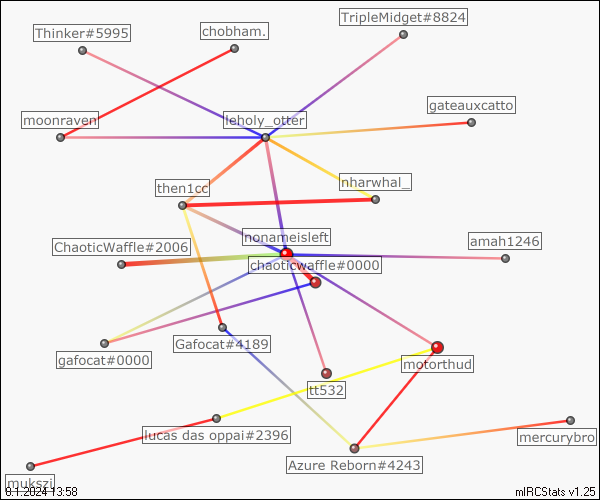 TripleMidget#8824
Thinker#5995
chobham.
gateauxcatto
moonraven
leholy_otter
then1cc
nharwhal_
nonameisleft
amah1246
ChaoticWaffle#2006
chaoticwaffle#0000
Gafocat#4189
gafocat#0000
motorthud
tt532
lucas das oppai#2396
mercurybro
Azure Reborn#4243
mukszi
6.1.2024 13:58
mIRCStats v1.25